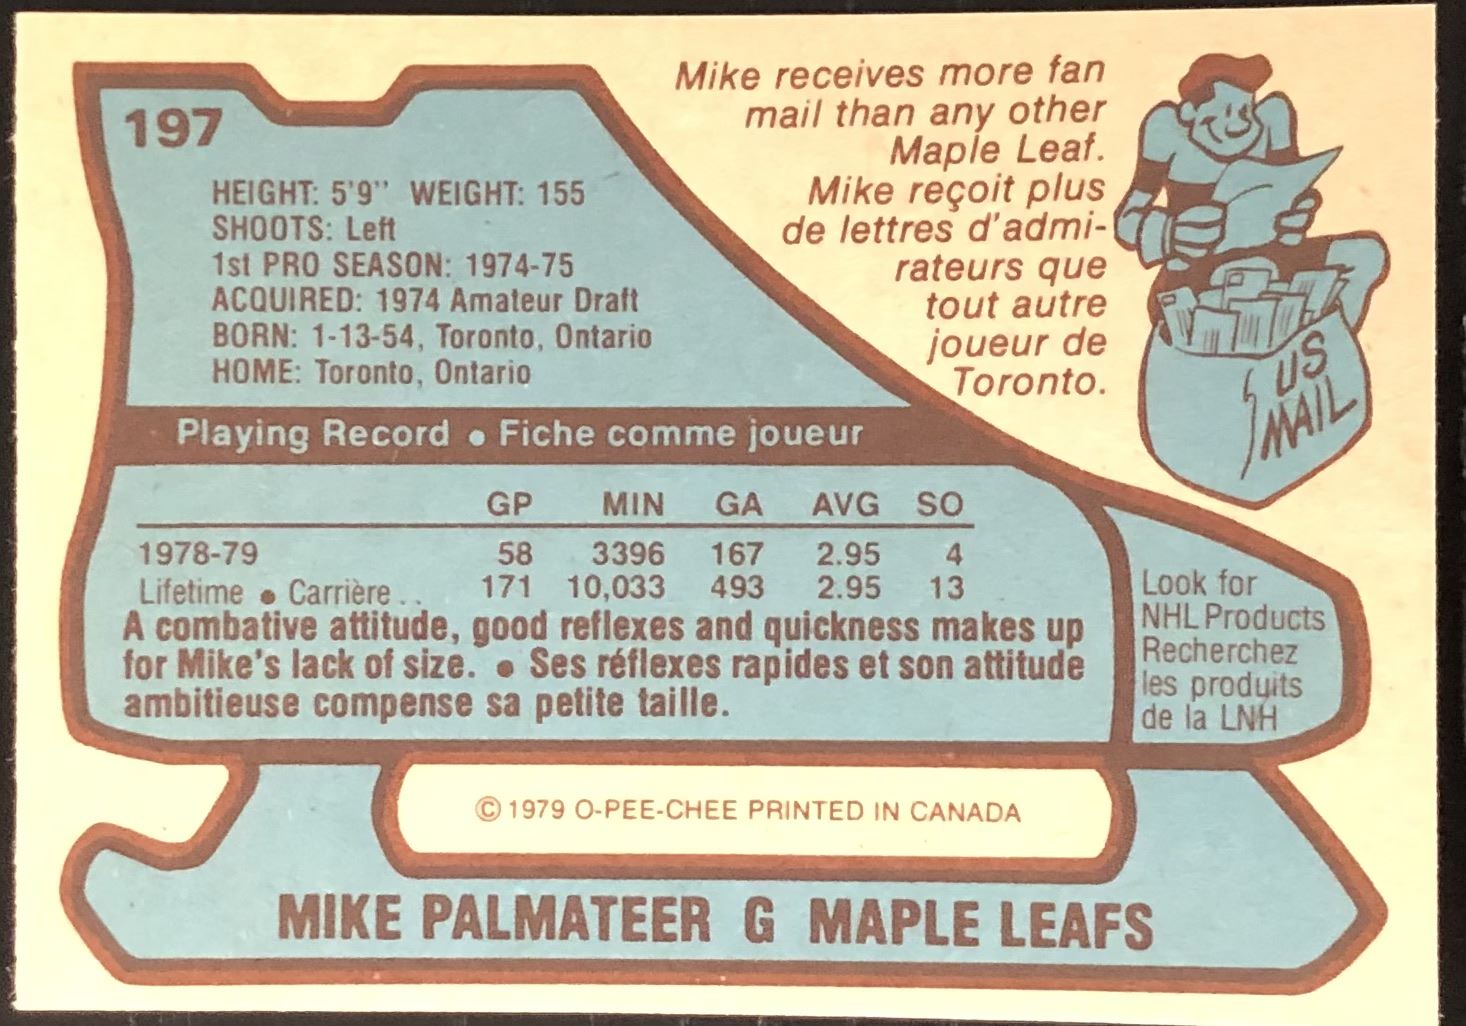 197
HEIGHT: 5'9" WEIGHT: 155
SHOOTS: Left
1st PRO SEASON: 1974-75
ACQUIRED: 1974 Amateur Draft
BORN: 1-13-54, Toronto, Ontario
HOME: Toronto, Ontario
Mike receives more fan
mail than any other
Maple Leaf.
Mike reçoit plus
de lettres d'admi-
rateurs que
tout autre
joueur de
Toronto.
US
MAIL
Playing Record • Fiche comme joueur
GP MIN GA AVG SO
1978-79 58 3396 167 2.95 4
Lifetime • Carrière .. 171 10,033 493 2.95 13
A combative attitude, good reflexes and quickness makes up
for Mike's lack of size. • Ses réflexes rapides et son attitude
ambitieuse compense sa petite taille.
Look for
NHL Products
Recherchez
les produits
de la LNH
© 1979 O-PEE-CHEE PRINTED IN CANADA
MIKE PALMATEER G MAPLE LEAFS